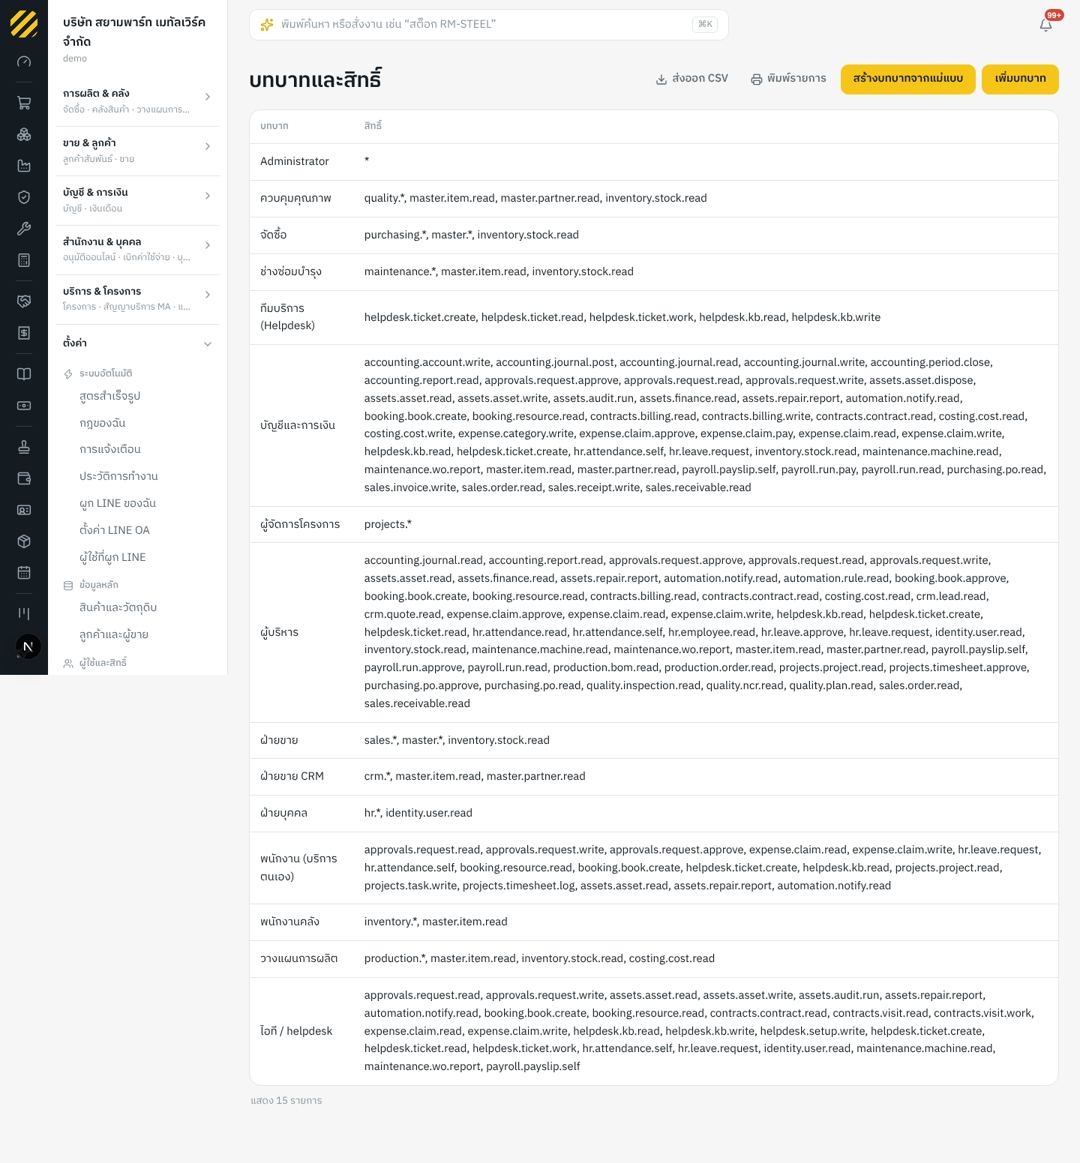 บริษัท สยามพาร์ท เมทัลเวิร์ค
จำกัด
demo
การผลิต & คลัง
จัดซื้อ · คลังสินค้า · วางแผนการ...
ขาย & ลูกค้า
ลูกค้าสัมพันธ์ · ขาย
บัญชี & การเงิน
บัญชี · เงินเดือน
สำนักงาน & บุคคล
อนุมัติออนไลน์ · เบิกค่าใช้จ่าย · บุ...
บริการ & โครงการ
โครงการ · สัญญาบริการ MA · แ...
ตั้งค่า
ระบบอัตโนมัติ
สูตรสำเร็จรูป
กฎของฉัน
การแจ้งเตือน
ประวัติการทำงาน
ผูก LINE ของฉัน
ตั้งค่า LINE OA
ผู้ใช้ที่ผูก LINE
ข้อมูลหลัก
สินค้าและวัตถุดิบ
ลูกค้าและผู้ขาย
ผู้ใช้และสิทธิ์
N
พิมพ์ค้นหา หรือสั่งงาน เช่น “สต็อก RM-STEEL”
⌘K
99+
บทบาทและสิทธิ์
ส่งออก CSV
พิมพ์รายการ
สร้างบทบาทจากแม่แบบ
เพิ่มบทบาท
บทบาท สิทธิ์
Administrator *
ควบคุมคุณภาพ quality.*, master.item.read, master.partner.read, inventory.stock.read
จัดซื้อ purchasing.*, master.*, inventory.stock.read
ช่างซ่อมบำรุง maintenance.*, master.item.read, inventory.stock.read
ทีมบริการ
(Helpdesk)
helpdesk.ticket.create, helpdesk.ticket.read, helpdesk.ticket.work, helpdesk.kb.read, helpdesk.kb.write
บัญชีและการเงิน
accounting.account.write, accounting.journal.post, accounting.journal.read, accounting.journal.write, accounting.period.close,
accounting.report.read, approvals.request.approve, approvals.request.read, approvals.request.write, assets.asset.dispose,
assets.asset.read, assets.asset.write, assets.audit.run, assets.finance.read, assets.repair.report, automation.notify.read,
booking.book.create, booking.resource.read, contracts.billing.read, contracts.billing.write, contracts.contract.read, costing.cost.read,
costing.cost.write, expense.category.write, expense.claim.approve, expense.claim.pay, expense.claim.read, expense.claim.write,
helpdesk.kb.read, helpdesk.ticket.create, hr.attendance.self, hr.leave.request, inventory.stock.read, maintenance.machine.read,
maintenance.wo.report, master.item.read, master.partner.read, payroll.payslip.self, payroll.run.pay, payroll.run.read, purchasing.po.read,
sales.invoice.write, sales.order.read, sales.receipt.write, sales.receivable.read
ผู้จัดการโครงการ projects.*
ผู้บริหาร
accounting.journal.read, accounting.report.read, approvals.request.approve, approvals.request.read, approvals.request.write,
assets.asset.read, assets.finance.read, assets.repair.report, automation.notify.read, automation.rule.read, booking.book.approve,
booking.book.create, booking.resource.read, contracts.billing.read, contracts.contract.read, costing.cost.read, crm.lead.read,
crm.quote.read, expense.claim.approve, expense.claim.read, expense.claim.write, helpdesk.kb.read, helpdesk.ticket.create,
helpdesk.ticket.read, hr.attendance.read, hr.attendance.self, hr.employee.read, hr.leave.approve, hr.leave.request, identity.user.read,
inventory.stock.read, maintenance.machine.read, maintenance.wo.report, master.item.read, master.partner.read, payroll.payslip.self,
payroll.run.approve, payroll.run.read, production.bom.read, production.order.read, projects.project.read, projects.timesheet.approve,
purchasing.po.approve, purchasing.po.read, quality.inspection.read, quality.ncr.read, quality.plan.read, sales.order.read,
sales.receivable.read
ฝ่ายขาย sales.*, master.*, inventory.stock.read
ฝ่ายขาย CRM crm.*, master.item.read, master.partner.read
ฝ่ายบุคคล hr.*, identity.user.read
พนักงาน (บริการ
ตนเอง)
approvals.request.read, approvals.request.write, approvals.request.approve, expense.claim.read, expense.claim.write, hr.leave.request,
hr.attendance.self, booking.resource.read, booking.book.create, helpdesk.ticket.create, helpdesk.kb.read, projects.project.read,
projects.task.write, projects.timesheet.log, assets.asset.read, assets.repair.report, automation.notify.read
พนักงานคลัง inventory.*, master.item.read
วางแผนการผลิต production.*, master.item.read, inventory.stock.read, costing.cost.read
ไอที / helpdesk
approvals.request.read, approvals.request.write, assets.asset.read, assets.asset.write, assets.audit.run, assets.repair.report,
automation.notify.read, booking.book.create, booking.resource.read, contracts.contract.read, contracts.visit.read, contracts.visit.work,
expense.claim.read, expense.claim.write, helpdesk.kb.read, helpdesk.kb.write, helpdesk.setup.write, helpdesk.ticket.create,
helpdesk.ticket.read, helpdesk.ticket.work, hr.attendance.self, hr.leave.request, identity.user.read, maintenance.machine.read,
maintenance.wo.report, payroll.payslip.self
แสดง 15 รายการ